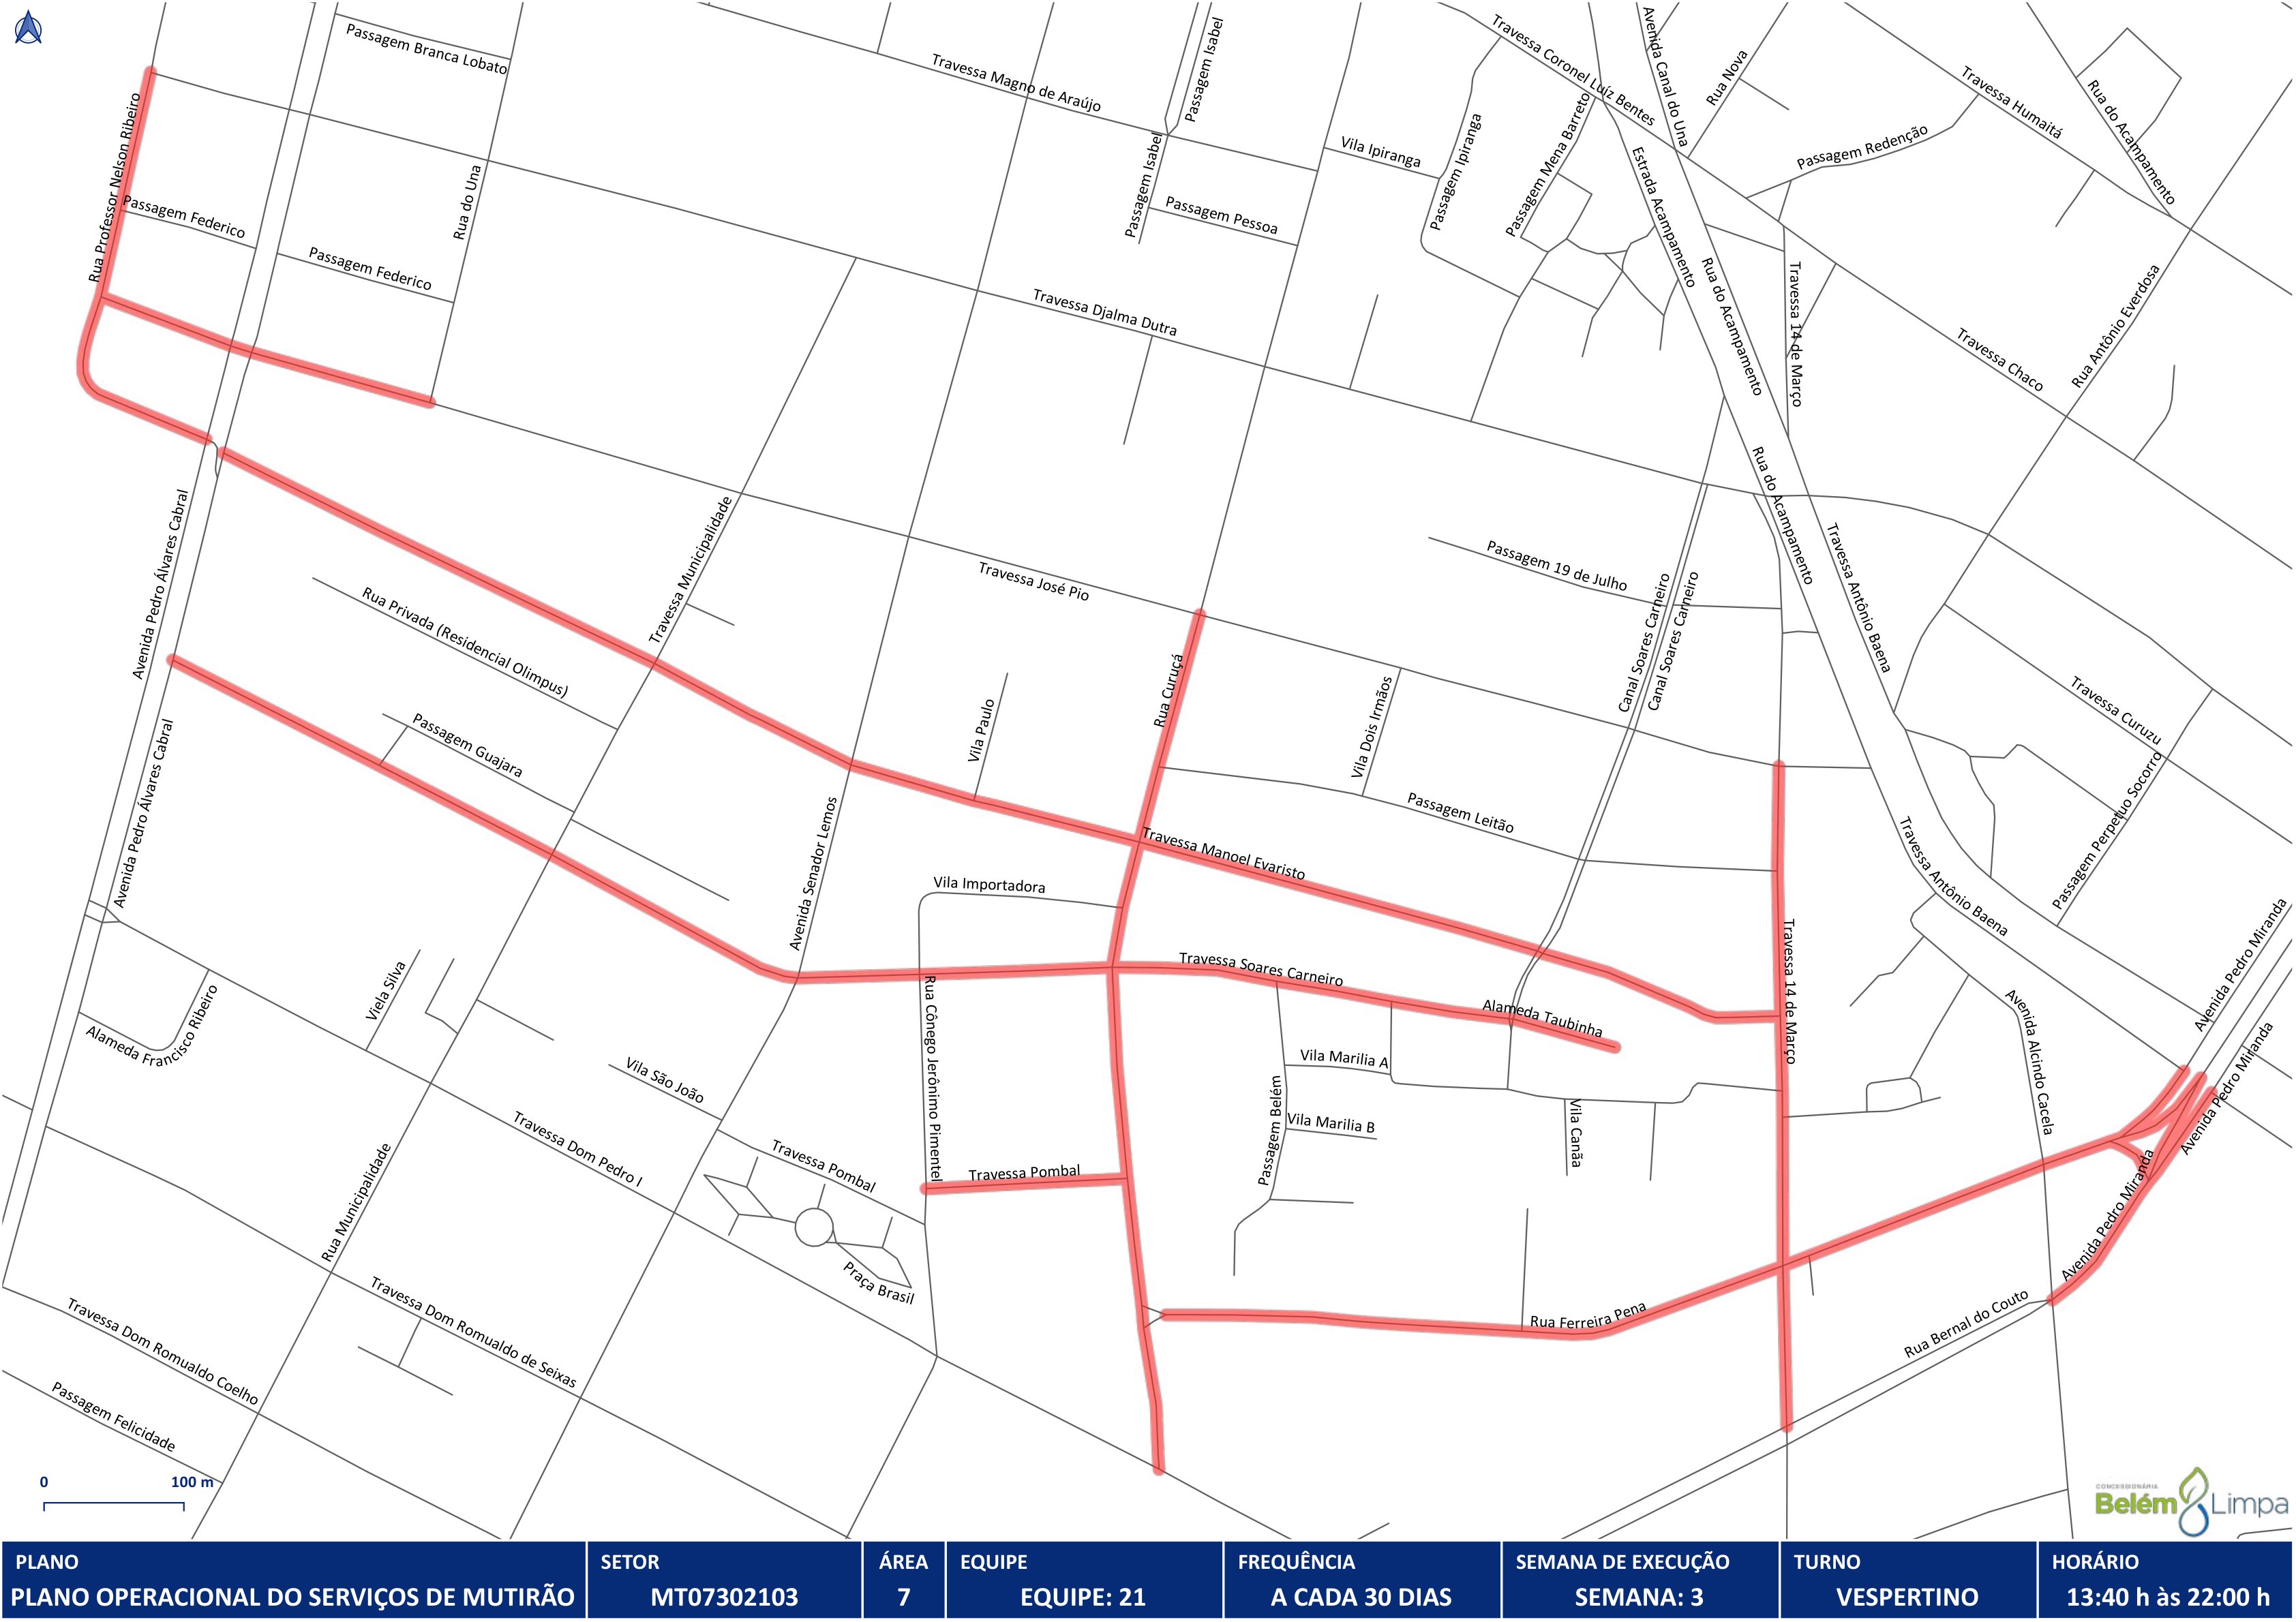 Passagem Branca Lobato
Travessa Magno de Araújo
Passagem Isabel
Passagem Isabel
Travessa Coronel Luiz Bentes
Avenida Canal do Una
Rua Nova
Travessa Humaitá
Rua do Acampamento
Rua Professor Nelson Ribeiro
Passagem Federico
Passagem Federico
Rua do Una
Passagem Pessoa
Vila Ipiranga
Passagem Ipiranga
Passagem Mena Barreto
Estrada Acampamento
Passagem Redenção
Rua do Acampamento
Travessa 14 de Março
Travessa Djalma Dutra
Rua Antônio Everdosa
Travessa Chaco
Avenida Pedro Álvares Cabral
Travessa Municipalidade
Rua Privada (Residencial Olimpus)
Travessa José Pio
Passagem 19 de Julho
Rua do Acampamento
Travessa Antônio Baena
Canal Soares Carneiro
Canal Soares Carneiro
Rua Curuçá
Vila Paulo
Vila Dois Irmãos
Travessa Curuzu
Passagem Perpetuo Socorro
Passagem Guajara
Avenida Pedro Álvares Cabral
Avenida Senador Lemos
Passagem Leitão
Travessa Manoel Evaristo
Travessa Antônio Baena
Vila Importadora
Travessa Soares Carneiro
Alameda Taubinha
Travessa 14 de Março
Avenida Pedro Miranda
Avenida Pedro Miranda
Viela Silva
Alameda Francisco Ribeiro
Rua Cônego Jerônimo Pimentel
Vila Marilia A
Vila Marilia B
Passagem Belém
Vila Canãa
Avenida Alcindo Cacela
Vila São João
Travessa Dom Pedro I
Travessa Pombal
Travessa Pombal
Praça Brasil
Rua Municipalidade
Avenida Pedro Miranda
Rua Ferreira Pena
Rua Bernal do Couto
Travessa Dom Romualdo de Seixas
Travessa Dom Romualdo Coelho
Passagem Felicidade
0 100 m
CONCESSIONÁRIA
Belém Limpa
PLANO
PLANO OPERACIONAL DO SERVIÇOS DE MUTIRÃO
SETOR
MT07302103
ÁREA
7
EQUIPE
EQUIPE: 21
FREQUÊNCIA
A CADA 30 DIAS
SEMANA DE EXECUÇÃO
SEMANA: 3
TURNO
VESPERTINO
HORÁRIO
13:40 h às 22:00 h